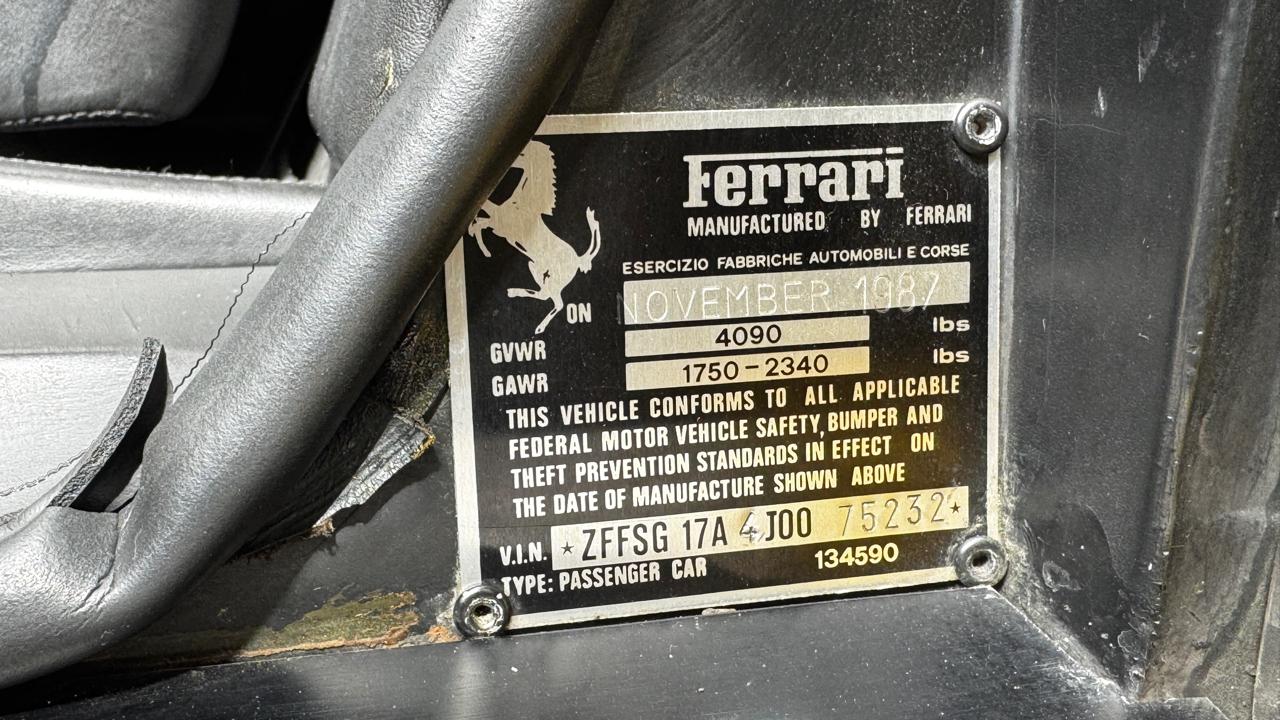 Ferrari
MANUFACTURED BY FERRARI
ESERCIZIO FABBRICHE AUTOMOBILI E CORSE
ON NOVEMBER 1987
GVWR 4090 lbs
GAWR 1750-2340 lbs
THIS VEHICLE CONFORMS TO ALL APPLICABLE
FEDERAL MOTOR VEHICLE SAFETY, BUMPER AND
THEFT PREVENTION STANDARDS IN EFFECT ON
THE DATE OF MANUFACTURE SHOWN ABOVE
V.I.N. ★ ZFFSG 17A 4 J00 75232 ★
TYPE: PASSENGER CAR 134590